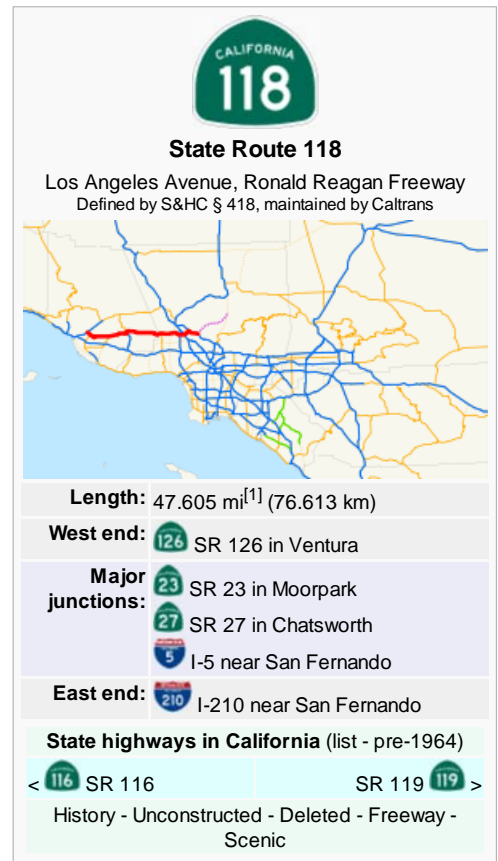 CALIFORNIA
118
State Route 118
Los Angeles Avenue, Ronald Reagan Freeway
Defined by S&HC § 418, maintained by Caltrans
Length: 47.605 mi[1] (76.613 km)
West end: 126 SR 126 in Ventura
Major junctions: 23 SR 23 in Moorpark
27 SR 27 in Chatsworth
5 I-5 near San Fernando
East end: 210 I-210 near San Fernando
State highways in California (list - pre-1964)
< 116 SR 116 SR 119 119 >
History - Unconstructed - Deleted - Freeway -
Scenic